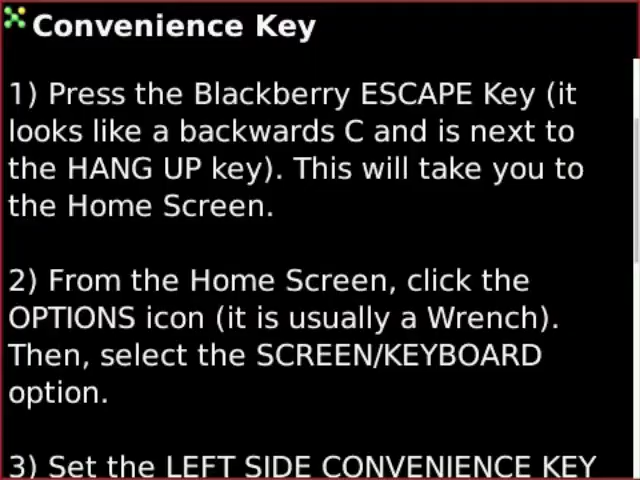 Convenience Key
1) Press the Blackberry ESCAPE Key (it
looks like a backwards C and is next to
the HANG UP key). This will take you to
the Home Screen.
2) From the Home Screen, click the
OPTIONS icon (it is usually a Wrench).
Then, select the SCREEN/KEYBOARD
option.
3) Set the LEFT SIDE CONVENIENCE KEY